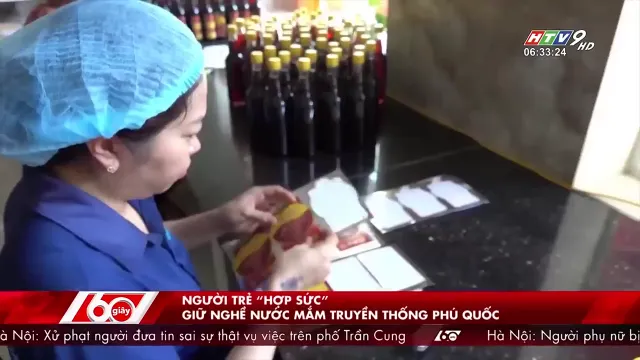 HTV9 HD
06:33:24
60 giây
NGƯỜI TRẺ “HỢP SỨC”
GIỮ NGHỀ NƯỚC MẮM TRUYỀN THỐNG PHÚ QUỐC
à Nội: Xử phạt người đưa tin sai sự thật vụ việc trên phố Trần Cung 60 Hà Nội: Người phụ nữ bị